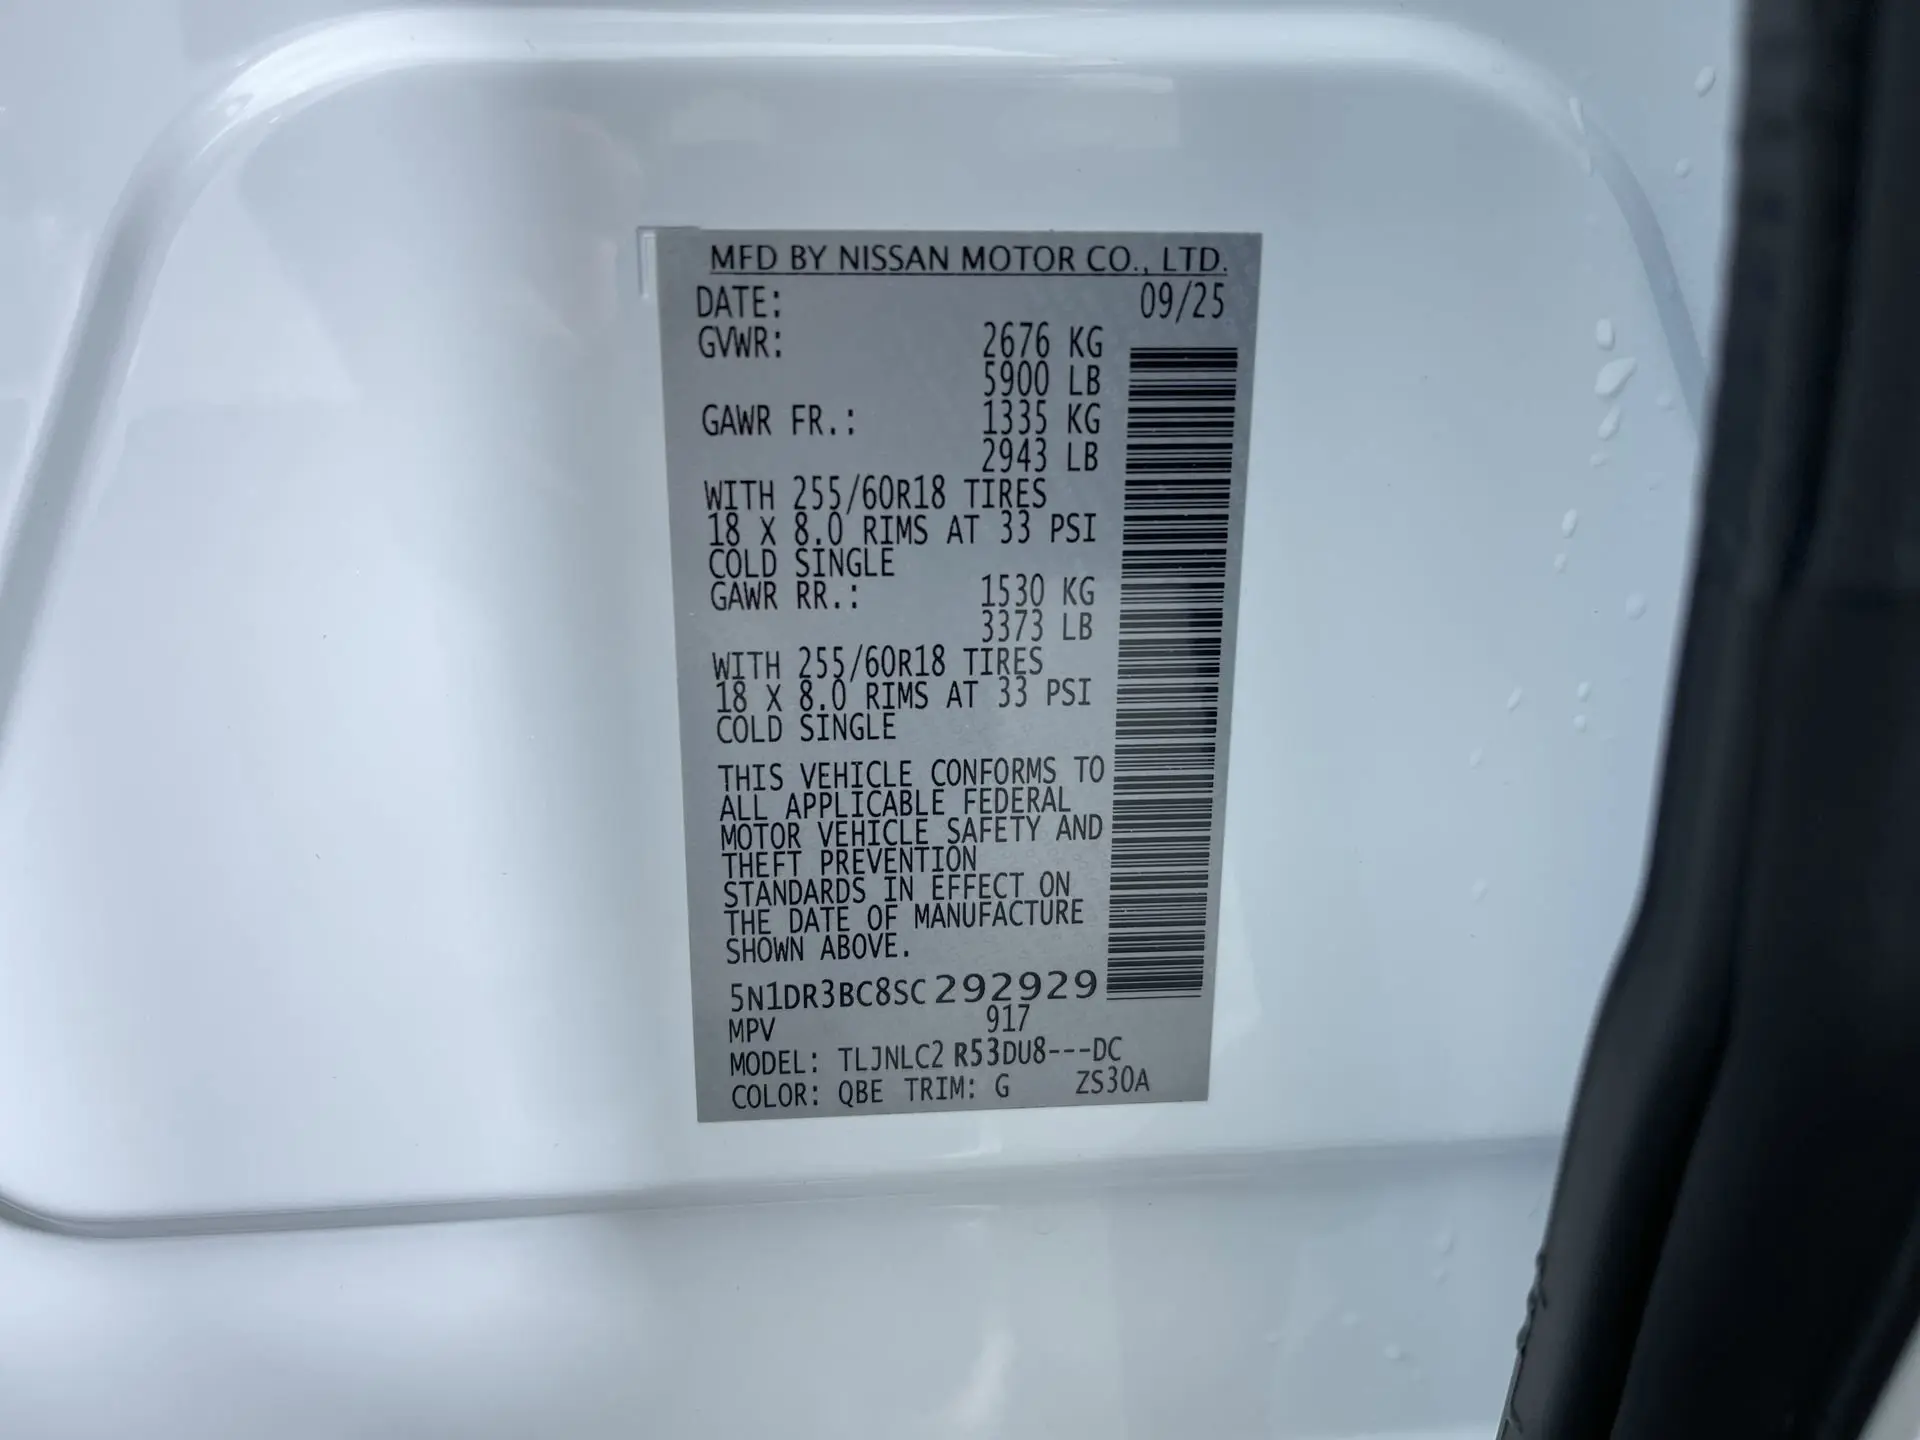 MFD BY NISSAN MOTOR CO., LTD.
DATE: 09/25
GVWR: 2676 KG
5900 LB
GAWR FR.: 1335 KG
2943 LB
WITH 255/60R18 TIRES
18 X 8.0 RIMS AT 33 PSI
COLD SINGLE
GAWR RR.: 1530 KG
3373 LB
WITH 255/60R18 TIRES
18 X 8.0 RIMS AT 33 PSI
COLD SINGLE
THIS VEHICLE CONFORMS TO
ALL APPLICABLE FEDERAL
MOTOR VEHICLE SAFETY AND
THEFT PREVENTION
STANDARDS IN EFFECT ON
THE DATE OF MANUFACTURE
SHOWN ABOVE.
5N1DR3BC8SC292929
MPV 917
MODEL: TLJNLC2 R53DU8---DC
COLOR: QBE TRIM: G ZS30A